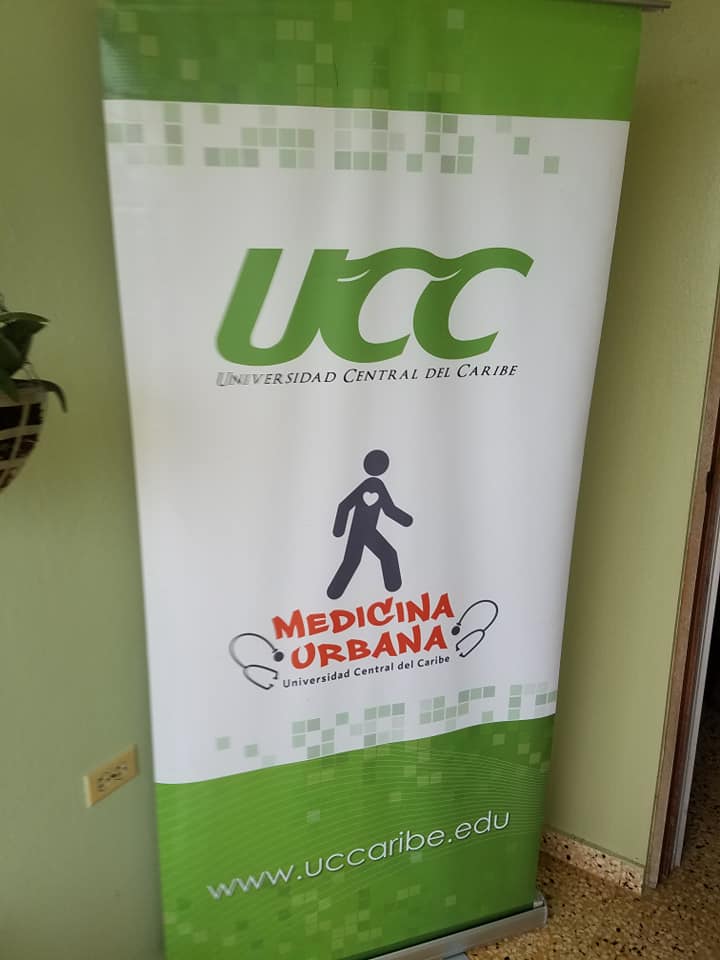 UCC
UNIVERSIDAD CENTRAL DEL CARIBE
MEDICINA
URBANA
Universidad Central del Caribe
www.uccaribe.edu